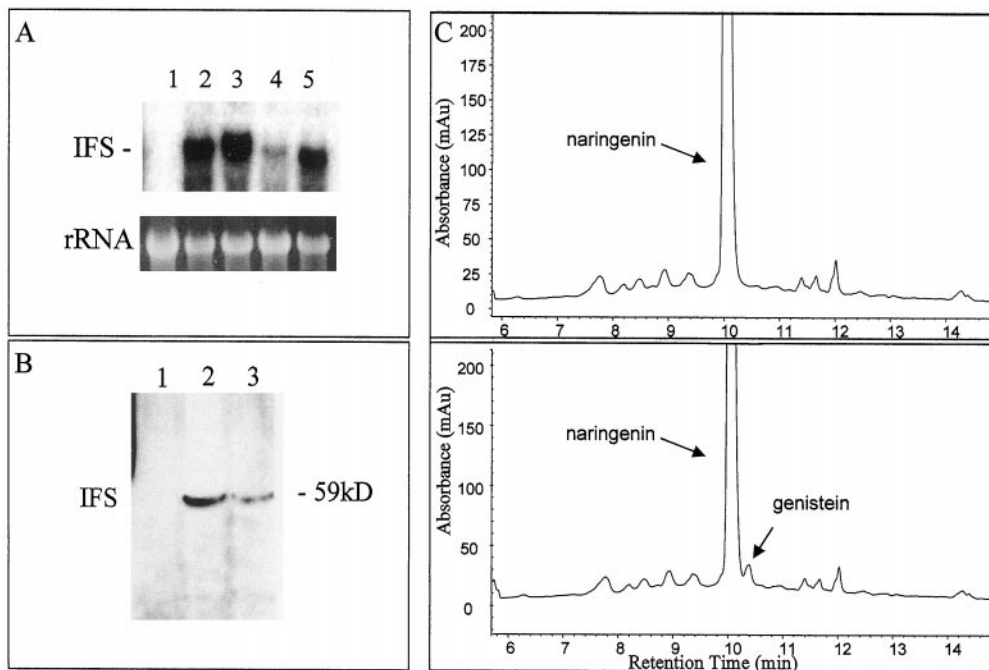 A
1 2 3 4 5
IFS -
rRNA
B
1 2 3
IFS
- 59kD
C
Absorbance (mAu)
200
175
150
125
100
75
50
25
0
naringenin
6 7 8 9 10 11 12 13 14
Absorbance (mAu)
200
150
100
50
0
naringenin
genistein
6 7 8 9 10 11 12 13 14
Retention Time (min)